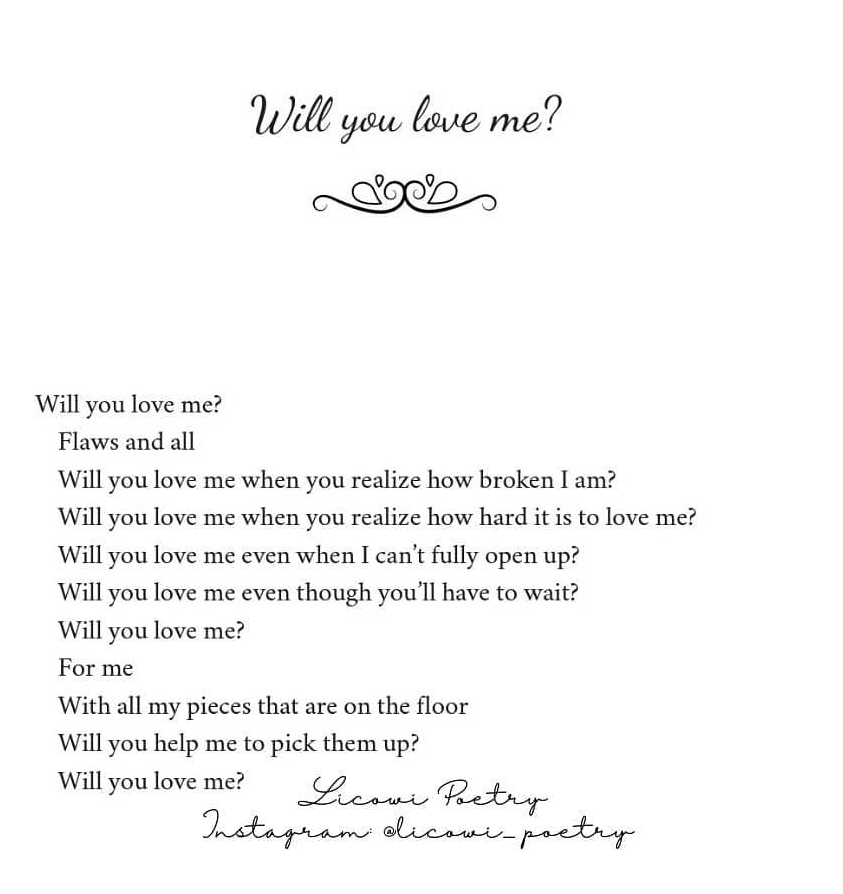 Will you love me?
Will you love me?
Flaws and all
Will you love me when you realize how broken I am?
Will you love me when you realize how hard it is to love me?
Will you love me even when I can’t fully open up?
Will you love me even though you’ll have to wait?
Will you love me?
For me
With all my pieces that are on the floor
Will you help me to pick them up?
Will you love me?
Licowi Poetry
Instagram: @licowi_poetry